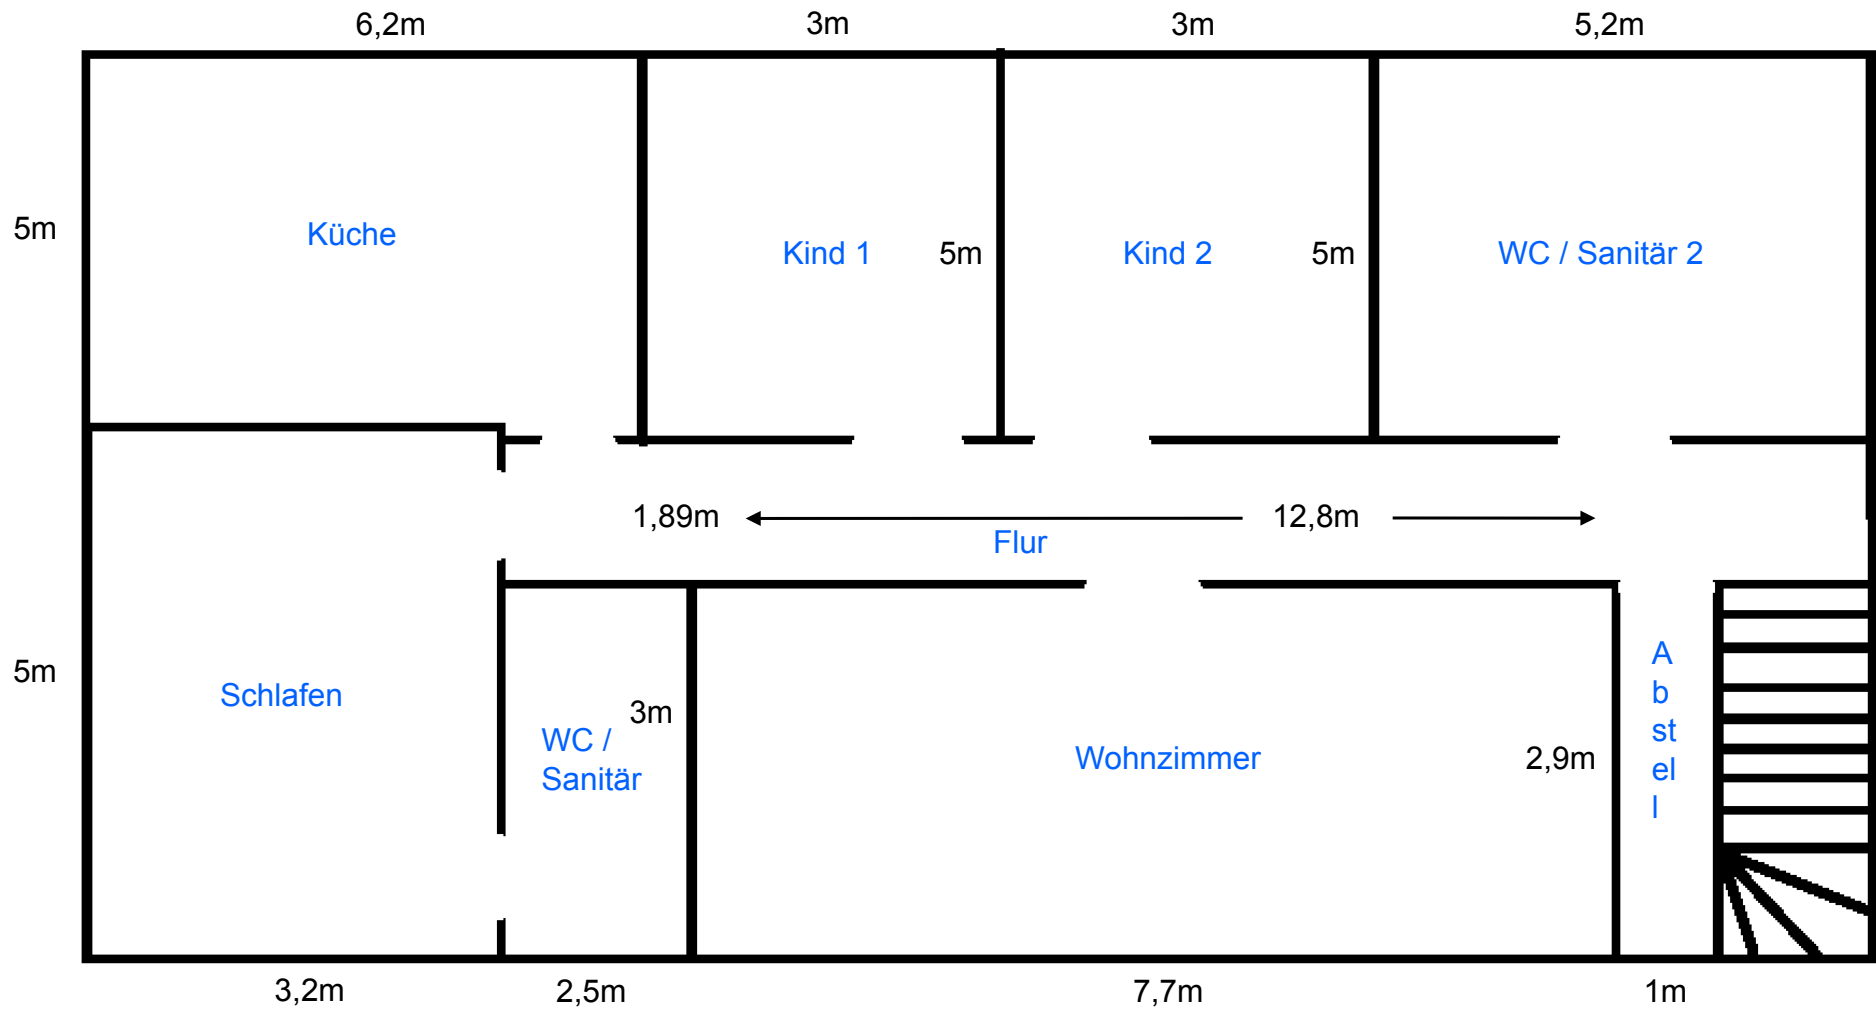 6,2m
3m
3m
5,2m
5m
Küche
Kind 1
5m
Kind 2
5m
WC / Sanitär 2
1,89m
12,8m
Flur
5m
Schlafen
WC /
Sanitär
3m
Wohnzimmer
2,9m
A
b
st
el
l
3,2m
2,5m
7,7m
1m